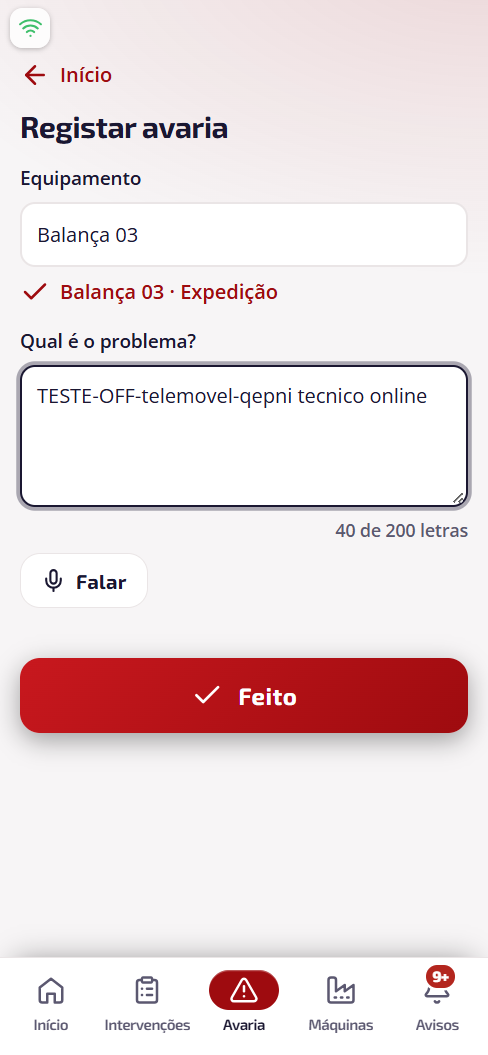 Início
Registar avaria
Equipamento
Balança 03
Balança 03 · Expedição
Qual é o problema?
TESTE-OFF-telemovel-qepni tecnico online
40 de 200 letras
Falar
Feito
9+
Início
Intervenções
Avaria
Máquinas
Avisos